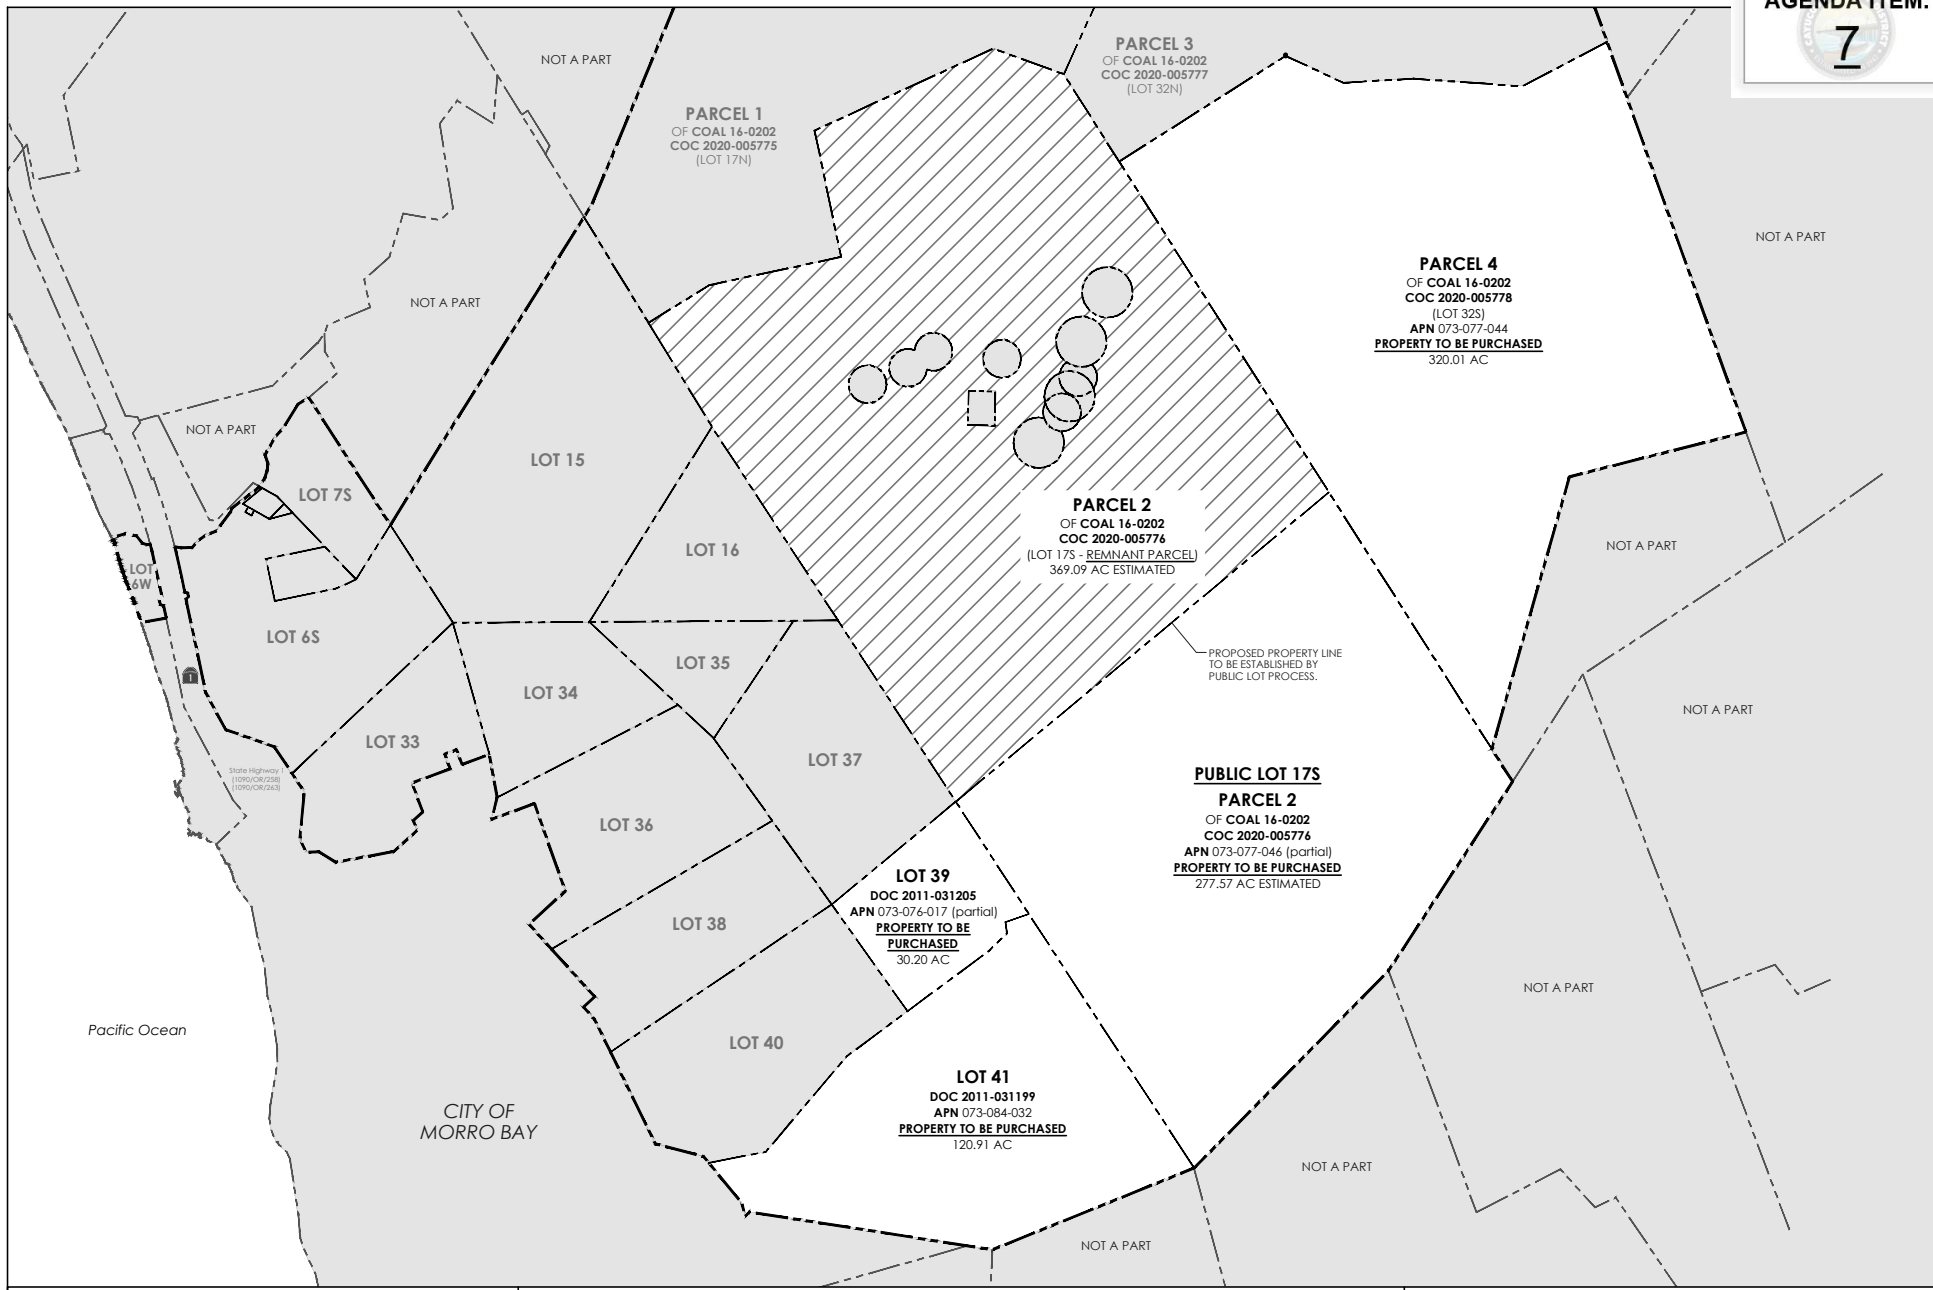 AGENDA ITEM:
7
NOT A PART
PARCEL 3
OF COAL 16-0202
COC 2020-005777
(LOT 32N)
PARCEL 1
OF COAL 16-0202
COC 2020-005775
(LOT 17N)
NOT A PART
NOT A PART
PARCEL 4
OF COAL 16-0202
COC 2020-005778
(LOT 32S)
APN 073-077-044
PROPERTY TO BE PURCHASED
320.01 AC
NOT A PART
LOT 15
LOT 7S
PARCEL 2
OF COAL 16-0202
COC 2020-005776
(LOT 17S - REMNANT PARCEL)
369.09 AC ESTIMATED
LOT 16
NOT A PART
LOT
6W
LOT 6S
LOT 35
PROPOSED PROPERTY LINE
TO BE ESTABLISHED BY
PUBLIC LOT PROCESS.
1
LOT 34
NOT A PART
LOT 33
LOT 37
State Highway 1
(1090/OR/258)
(1090/OR/263)
PUBLIC LOT 17S
PARCEL 2
OF COAL 16-0202
COC 2020-005776
APN 073-077-046 (partial)
PROPERTY TO BE PURCHASED
277.57 AC ESTIMATED
LOT 36
LOT 39
DOC 2011-031205
APN 073-076-017 (partial)
PROPERTY TO BE
PURCHASED
30.20 AC
LOT 38
NOT A PART
Pacific Ocean
LOT 40
LOT 41
DOC 2011-031199
APN 073-084-032
PROPERTY TO BE PURCHASED
120.91 AC
CITY OF
MORRO BAY
NOT A PART
NOT A PART